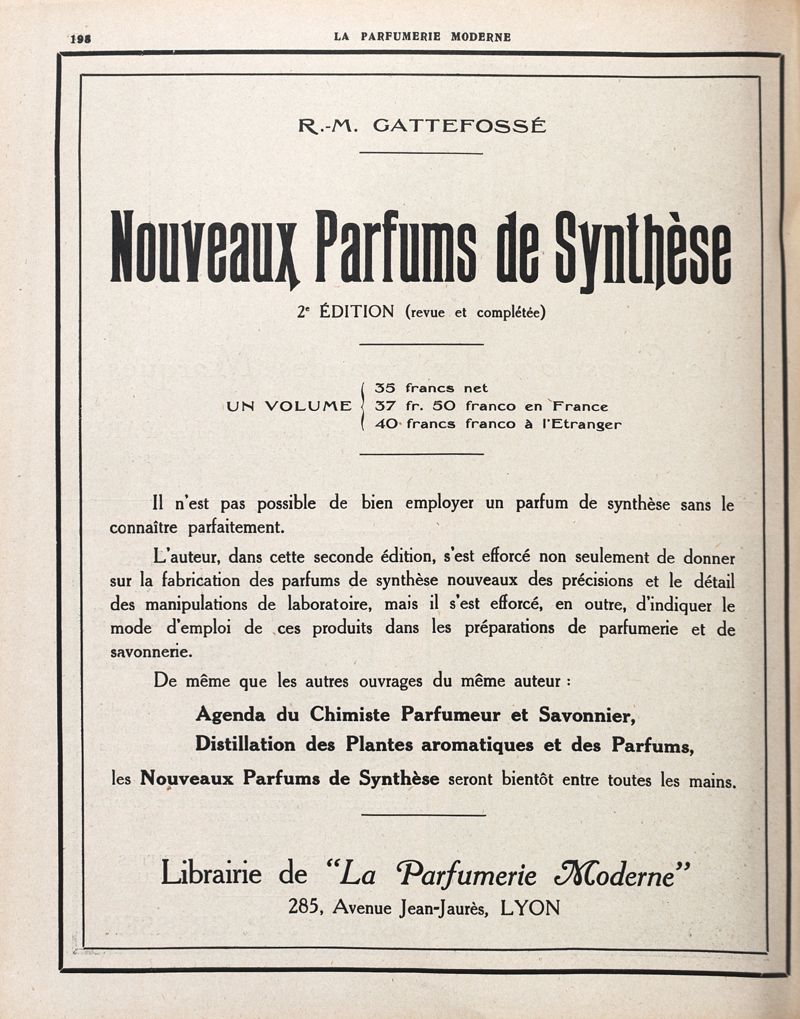 198
LA PARFUMERIE MODERNE
R.-M. GATTEFOSSÉ
Nouveaux Parfums de Synthèse
2e ÉDITION (revue et complétée)
UN VOLUME
35 francs net
37 fr. 50 franco en France
40 francs franco à l'Etranger
Il n'est pas possible de bien employer un parfum de synthèse sans le
connaître parfaitement.
L'auteur, dans cette seconde édition, s'est efforcé non seulement de donner
sur la fabrication des parfums de synthèse nouveaux des précisions et le détail
des manipulations de laboratoire, mais il s'est efforcé, en outre, d'indiquer le
mode d'emploi de ces produits dans les préparations de parfumerie et de
savonnerie.
De même que les autres ouvrages du même auteur :
Agenda du Chimiste Parfumeur et Savonnier,
Distillation des Plantes aromatiques et des Parfums,
les Nouveaux Parfums de Synthèse seront bientôt entre toutes les mains.
Librairie de "La Parfumerie Moderne"
285, Avenue Jean-Jaurès, LYON